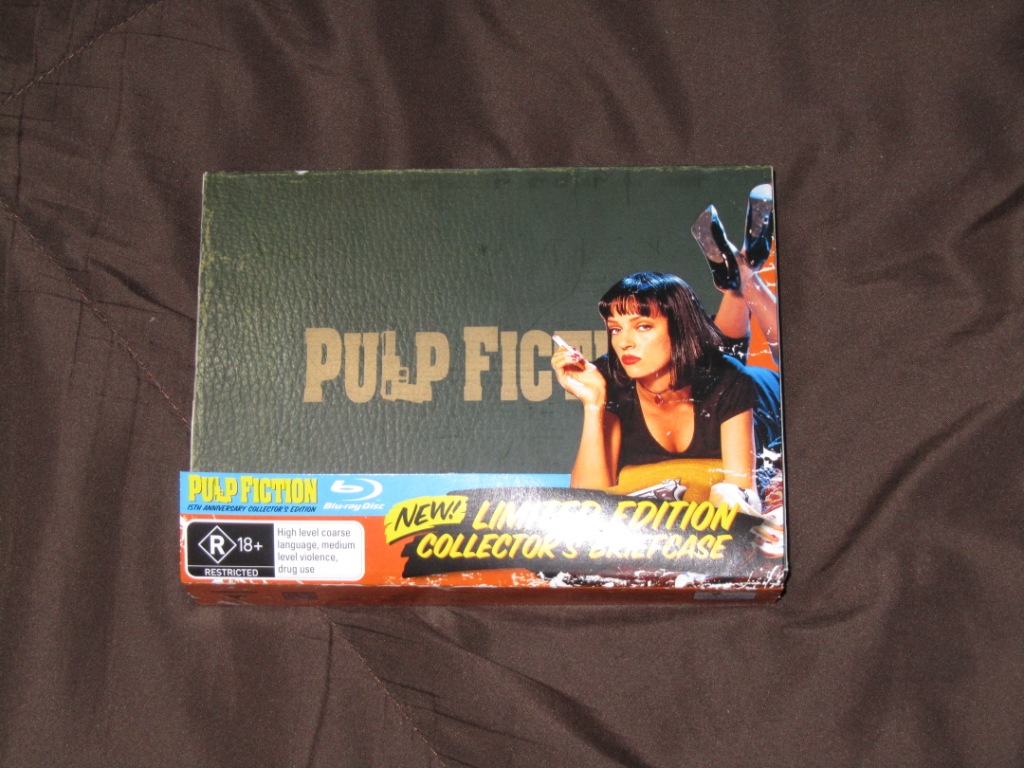 PULP FICT
PULP FICTION
15TH ANNIVERSARY COLLECTOR'S EDITION
Blu-ray Disc
NEW! LIMITED EDITION
COLLECTOR'S BRIEFCASE
R 18+
RESTRICTED
High level coarse
language, medium
level violence,
drug use